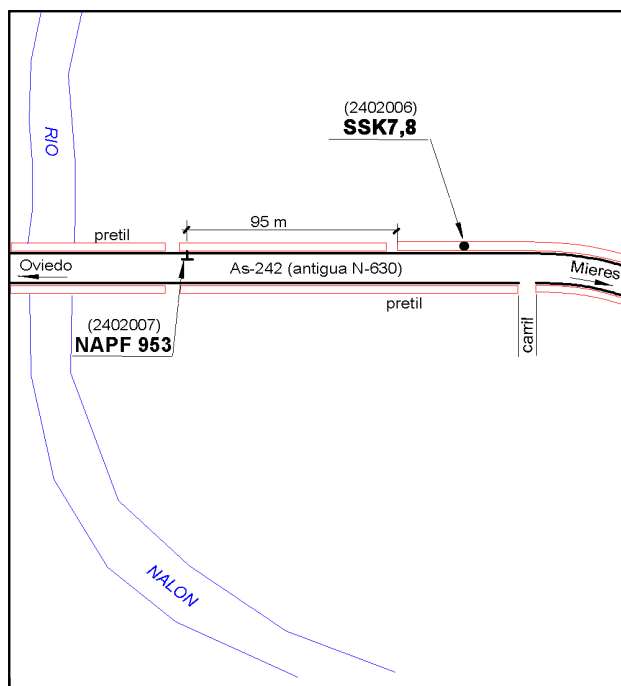 (2402006)
SSK7,8
RIO
95 m
pretil
Oviedo
As-242 (antigua N-630)
Mieres
pretil
(2402007)
NAPF 953
carril
NALON